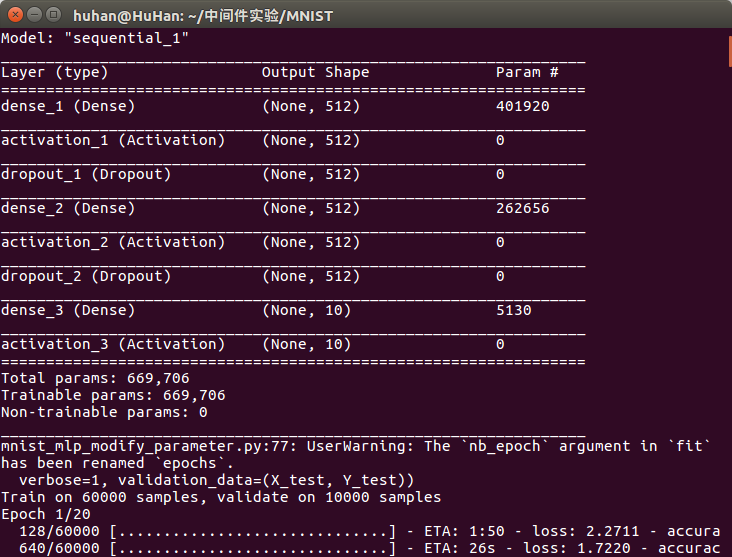 huhan@HuHan: ~/中间件实验/MNIST
Model: "sequential_1"
_________________________________________________________________
Layer (type)                 Output Shape              Param #
=================================================================
dense_1 (Dense)              (None, 512)               401920
_________________________________________________________________
activation_1 (Activation)    (None, 512)               0
_________________________________________________________________
dropout_1 (Dropout)          (None, 512)               0
_________________________________________________________________
dense_2 (Dense)              (None, 512)               262656
_________________________________________________________________
activation_2 (Activation)    (None, 512)               0
_________________________________________________________________
dropout_2 (Dropout)          (None, 512)               0
_________________________________________________________________
dense_3 (Dense)              (None, 10)                5130
_________________________________________________________________
activation_3 (Activation)    (None, 10)                0
=================================================================
Total params: 669,706
Trainable params: 669,706
Non-trainable params: 0
_________________________________________________________________
mnist_mlp_modify_parameter.py:77: UserWarning: The `nb_epoch` argument in `fit`
has been renamed `epochs`.
  verbose=1, validation_data=(X_test, Y_test))
Train on 60000 samples, validate on 10000 samples
Epoch 1/20
  128/60000 [..............................] - ETA: 1:50 - loss: 2.2711 - accura
  640/60000 [..............................] - ETA: 26s - loss: 1.7220 - accurac